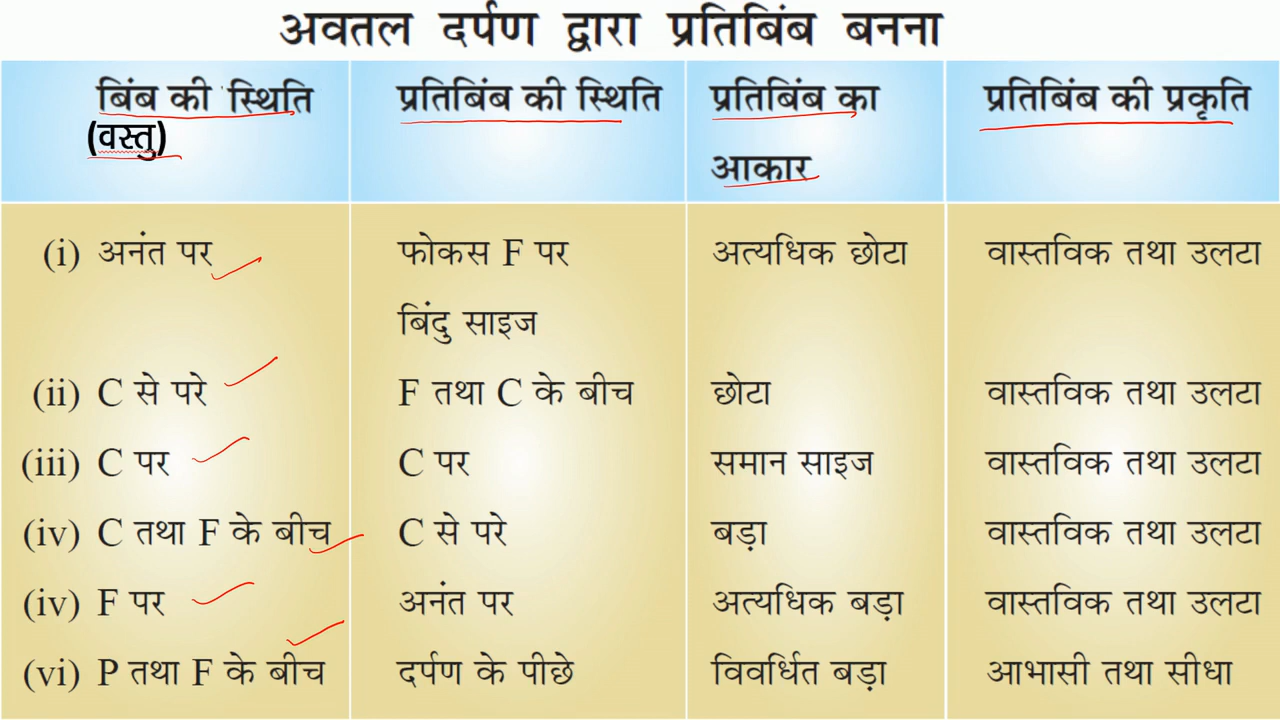 अवतल दर्पण द्वारा प्रतिबिंब बनना
बिंब की स्थिति प्रतिबिंब की स्थिति प्रतिबिंब का प्रतिबिंब की प्रकृति
(वस्तु) आकार
(i) अनंत पर फोकस F पर अत्यधिक छोटा वास्तविक तथा उलटा
बिंदु साइज
(ii) C से परे F तथा C के बीच छोटा वास्तविक तथा उलटा
(iii) C पर C पर समान साइज वास्तविक तथा उलटा
(iv) C तथा F के बीच C से परे बड़ा वास्तविक तथा उलटा
(iv) F पर अनंत पर अत्यधिक बड़ा वास्तविक तथा उलटा
(vi) P तथा F के बीच दर्पण के पीछे विवर्धित बड़ा आभासी तथा सीधा